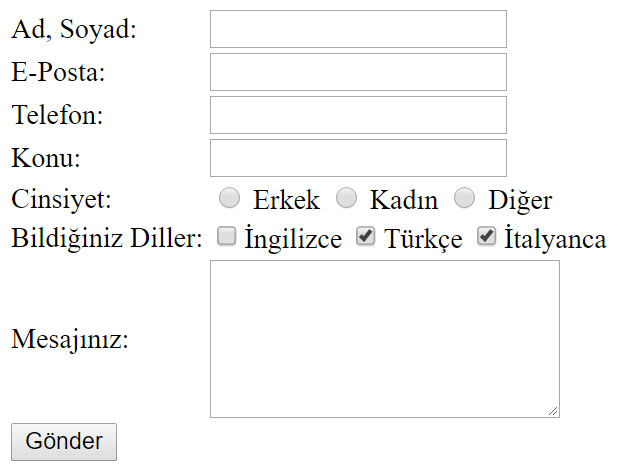 Ad, Soyad:
E-Posta:
Telefon:
Konu:
Cinsiyet: Erkek Kadın Diğer
Bildiğiniz Diller: İngilizce Türkçe İtalyanca
Mesajınız:
Gönder